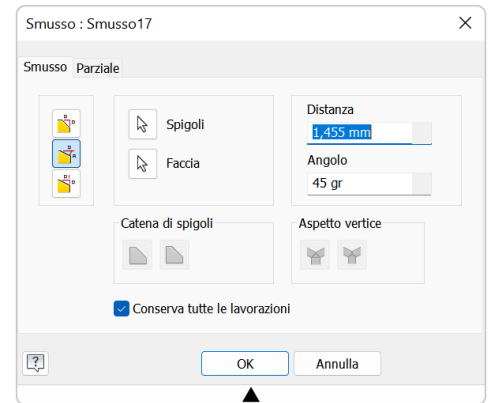 Smusso : Smusso17
Smusso Parziale
Spigoli
Faccia
Distanza
1,455 mm
Angolo
45 gr
Catena di spigoli
Aspetto vertice
Conserva tutte le lavorazioni
OK
Annulla